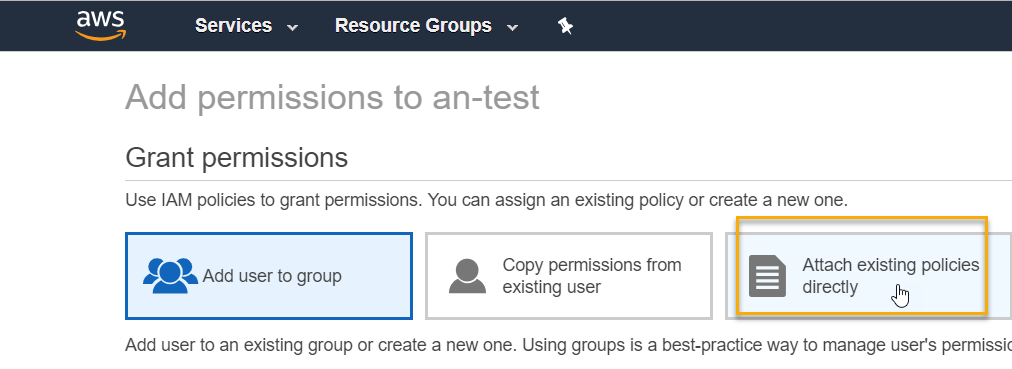 aws
Services
Resource Groups
Add permissions to an-test
Grant permissions
Use IAM policies to grant permissions. You can assign an existing policy or create a new one.
Add user to group
Copy permissions from
existing user
Attach existing policies
directly
Add user to an existing group or create a new one. Using groups is a best-practice way to manage user's